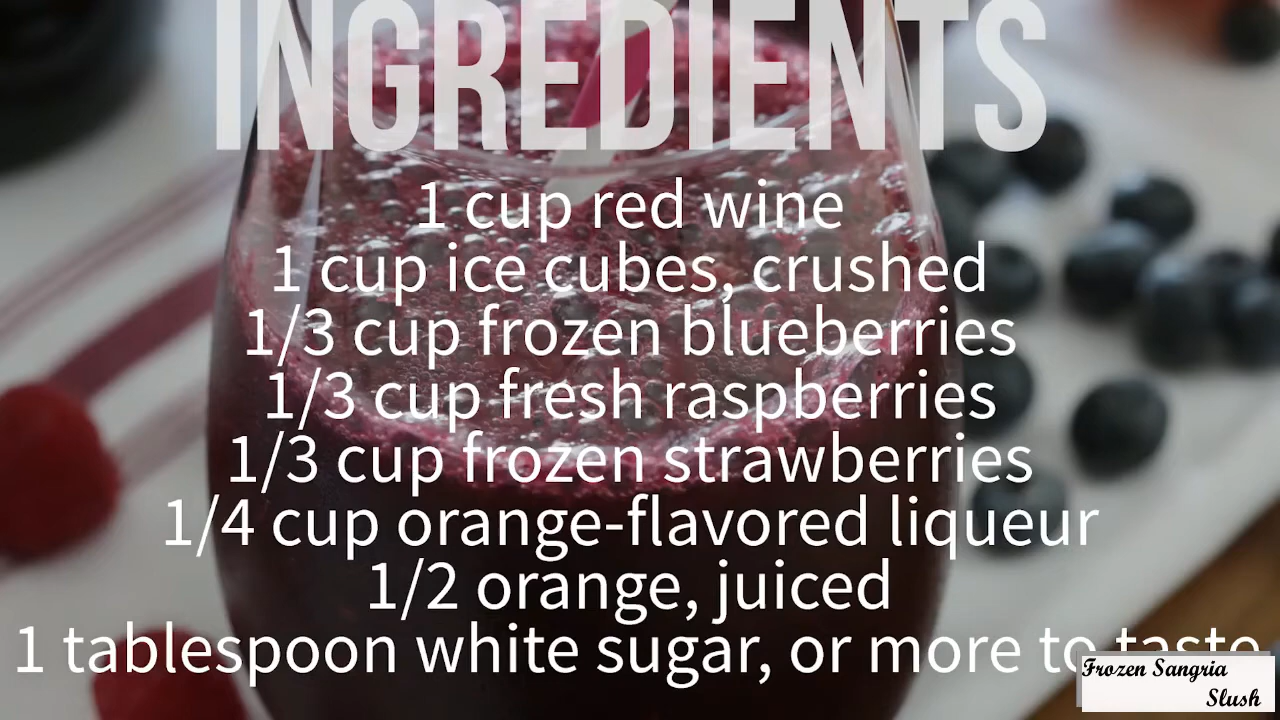 INGREDIENTS
1 cup red wine
1 cup ice cubes, crushed
1/3 cup frozen blueberries
1/3 cup fresh raspberries
1/3 cup frozen strawberries
1/4 cup orange-flavored liqueur
1/2 orange, juiced
1 tablespoon white sugar, or more to taste
Frozen Sangria
Slush